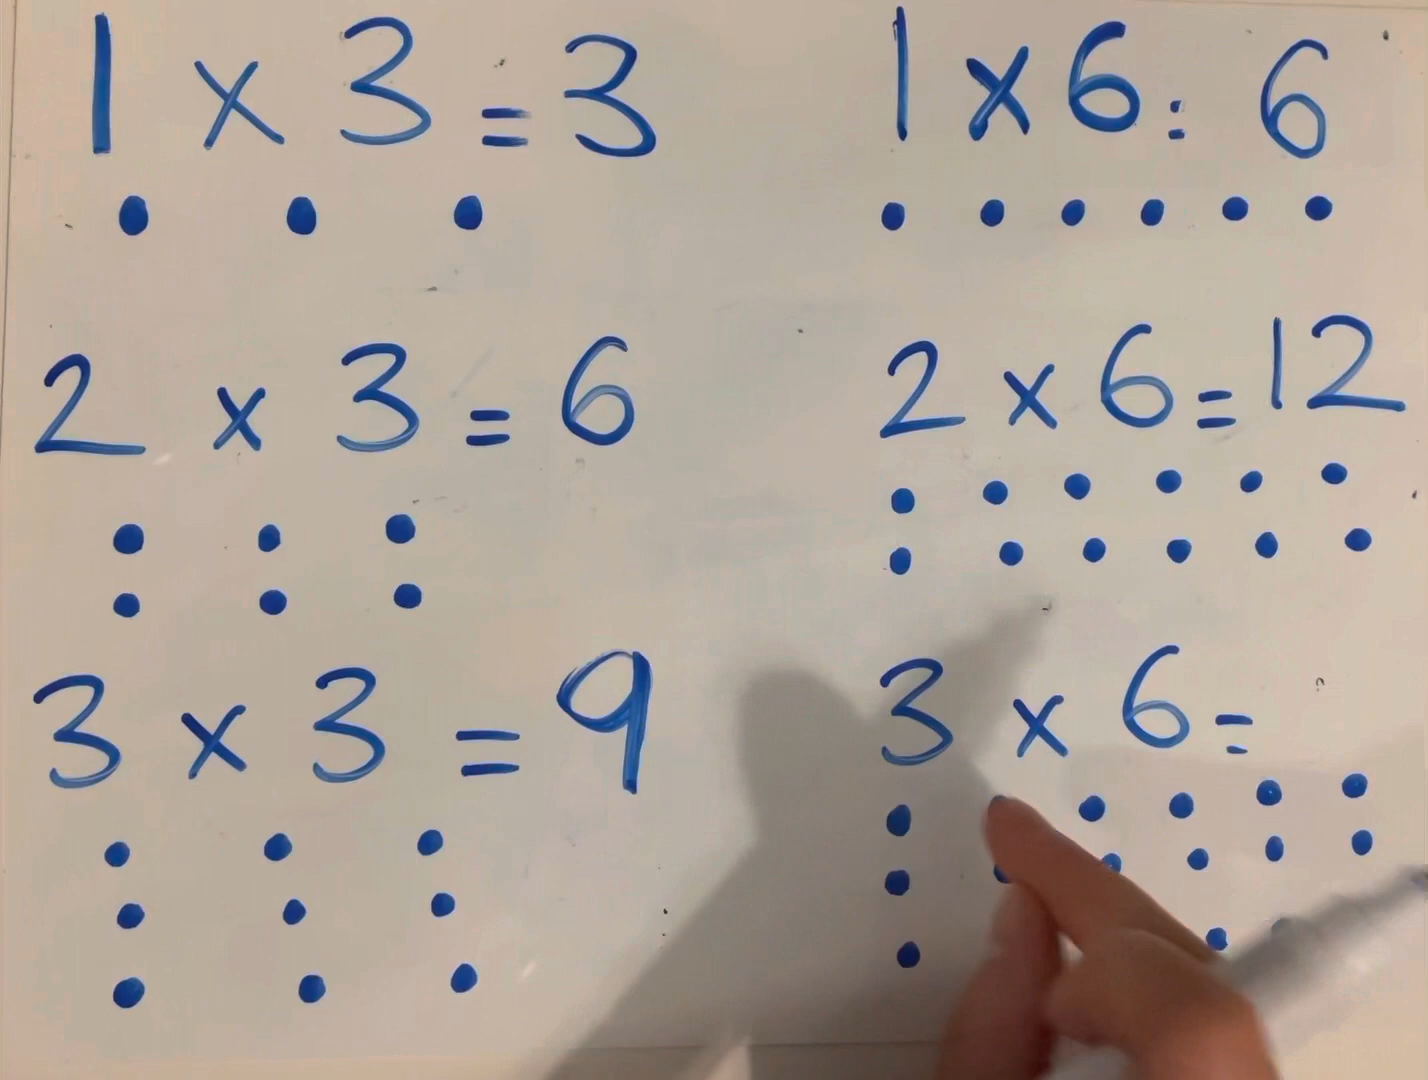 1 x 3 = 3
2 x 3 = 6
3 x 3 = 9
1 x 6 = 6
2 x 6 = 12
3 x 6 =